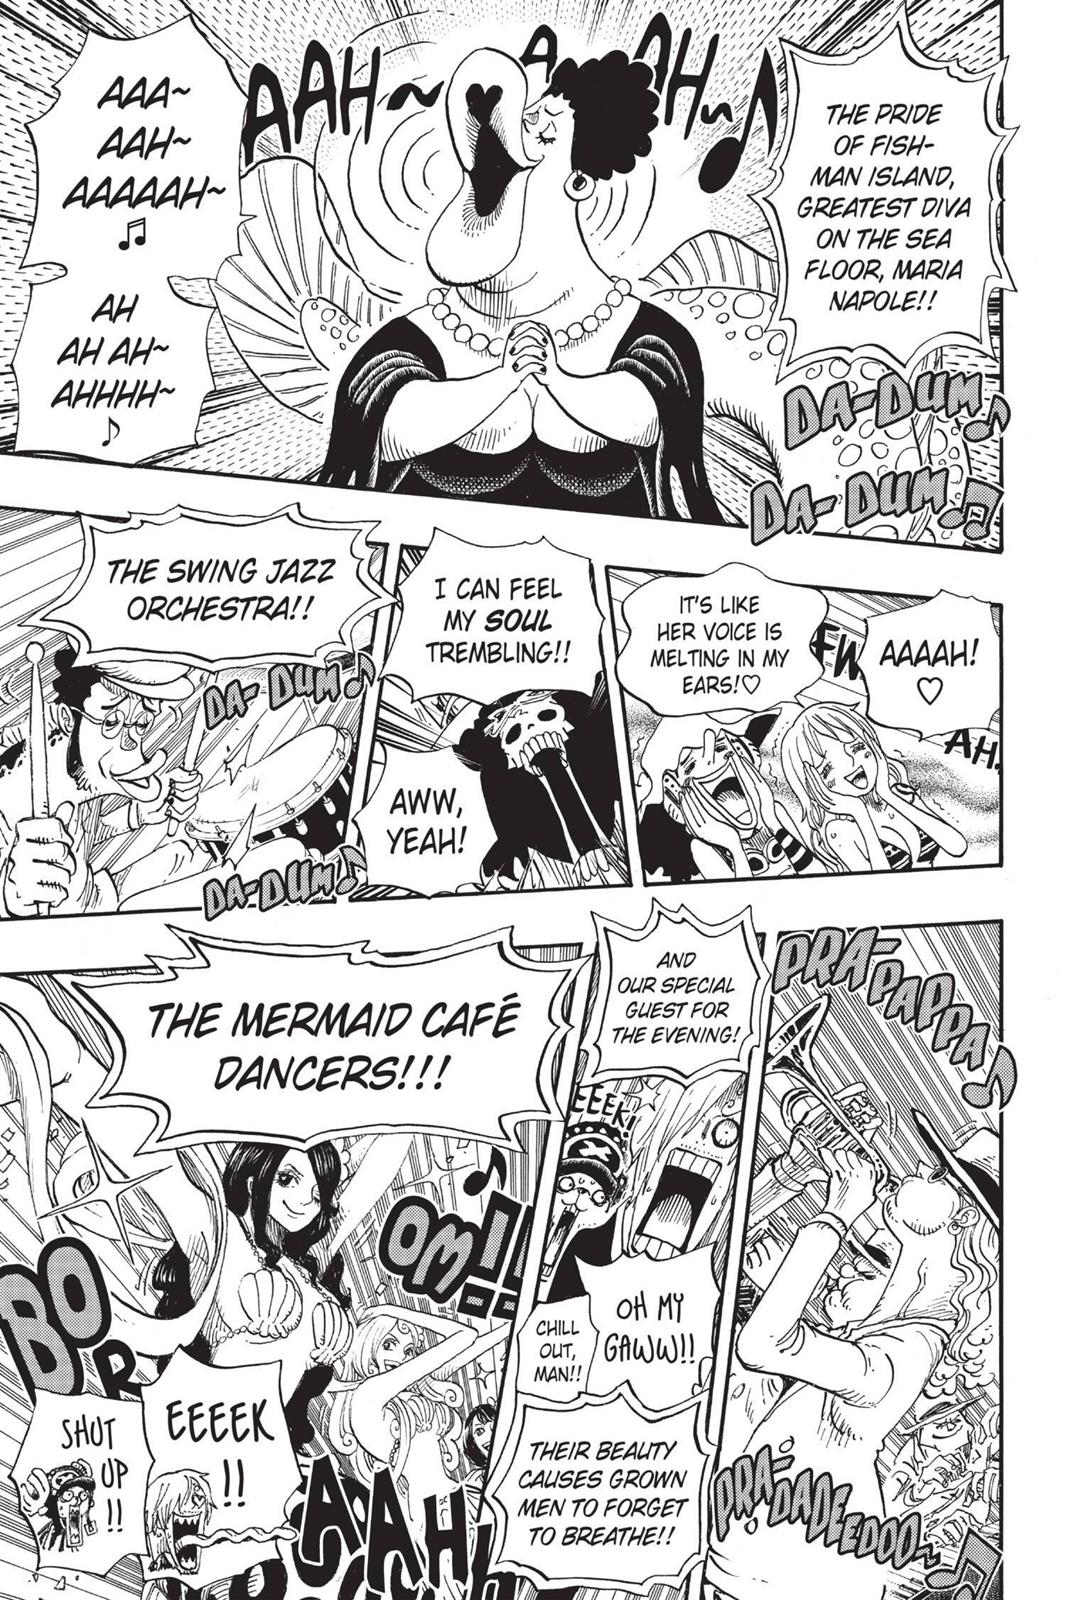 THE PRIDE
OF FISH-
MAN ISLAND,
GREATEST DIVA
ON THE SEA
FLOOR, MARIA
NAPOLE!!
AAH~
A
AH~♪
AAA~
AAH~
AAAAAH~
♫
AH
AH AH~
AHHHH~
♪
DA-DUM♪
DA-DUM♫
AAAAH!
♡
AH
IT'S LIKE
HER VOICE IS
MELTING IN MY
EARS!♡
I CAN FEEL
MY SOUL
TREMBLING!!
AWW,
YEAH!
THE SWING JAZZ
ORCHESTRA!!
DA-DUM♪
DA-DUM♪
PRA-
PAPPA♪
PRA-
DADEEDOO~♫
AND
OUR SPECIAL
GUEST FOR
THE EVENING!
EEEK!
OH MY
GAWW!!
CHILL
OUT,
MAN!!
THEIR BEAUTY
CAUSES GROWN
MEN TO FORGET
TO BREATHE!!
THE MERMAID CAFÉ
DANCERS!!!
BO
OM!!
♪
EEEEK
!!
SHUT
UP
!!
AAAH